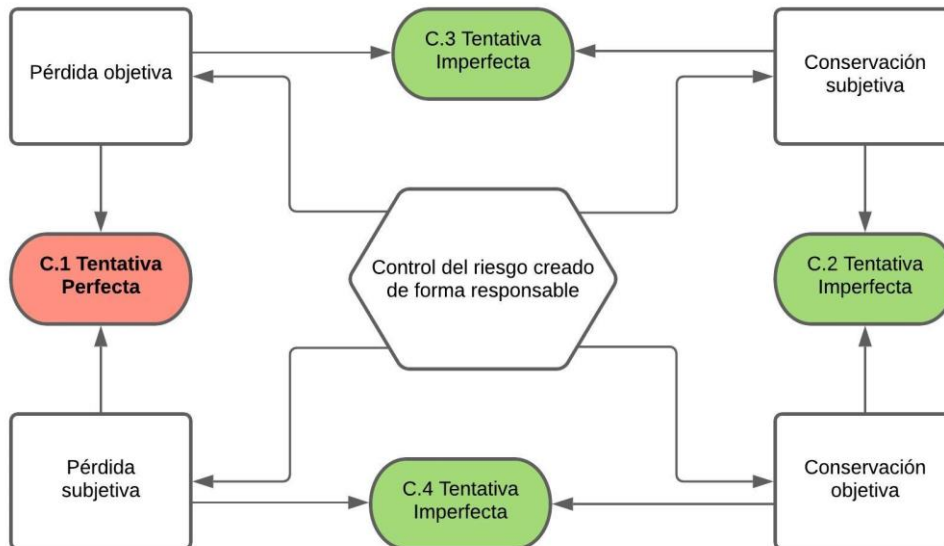 C.3 Tentativa
Imperfecta
Pérdida objetiva
Conservación
subjetiva
C.1 Tentativa
Perfecta
Control del riesgo creado
de forma responsable
C.2 Tentativa
Imperfecta
Pérdida
subjetiva
C.4 Tentativa
Imperfecta
Conservación
objetiva